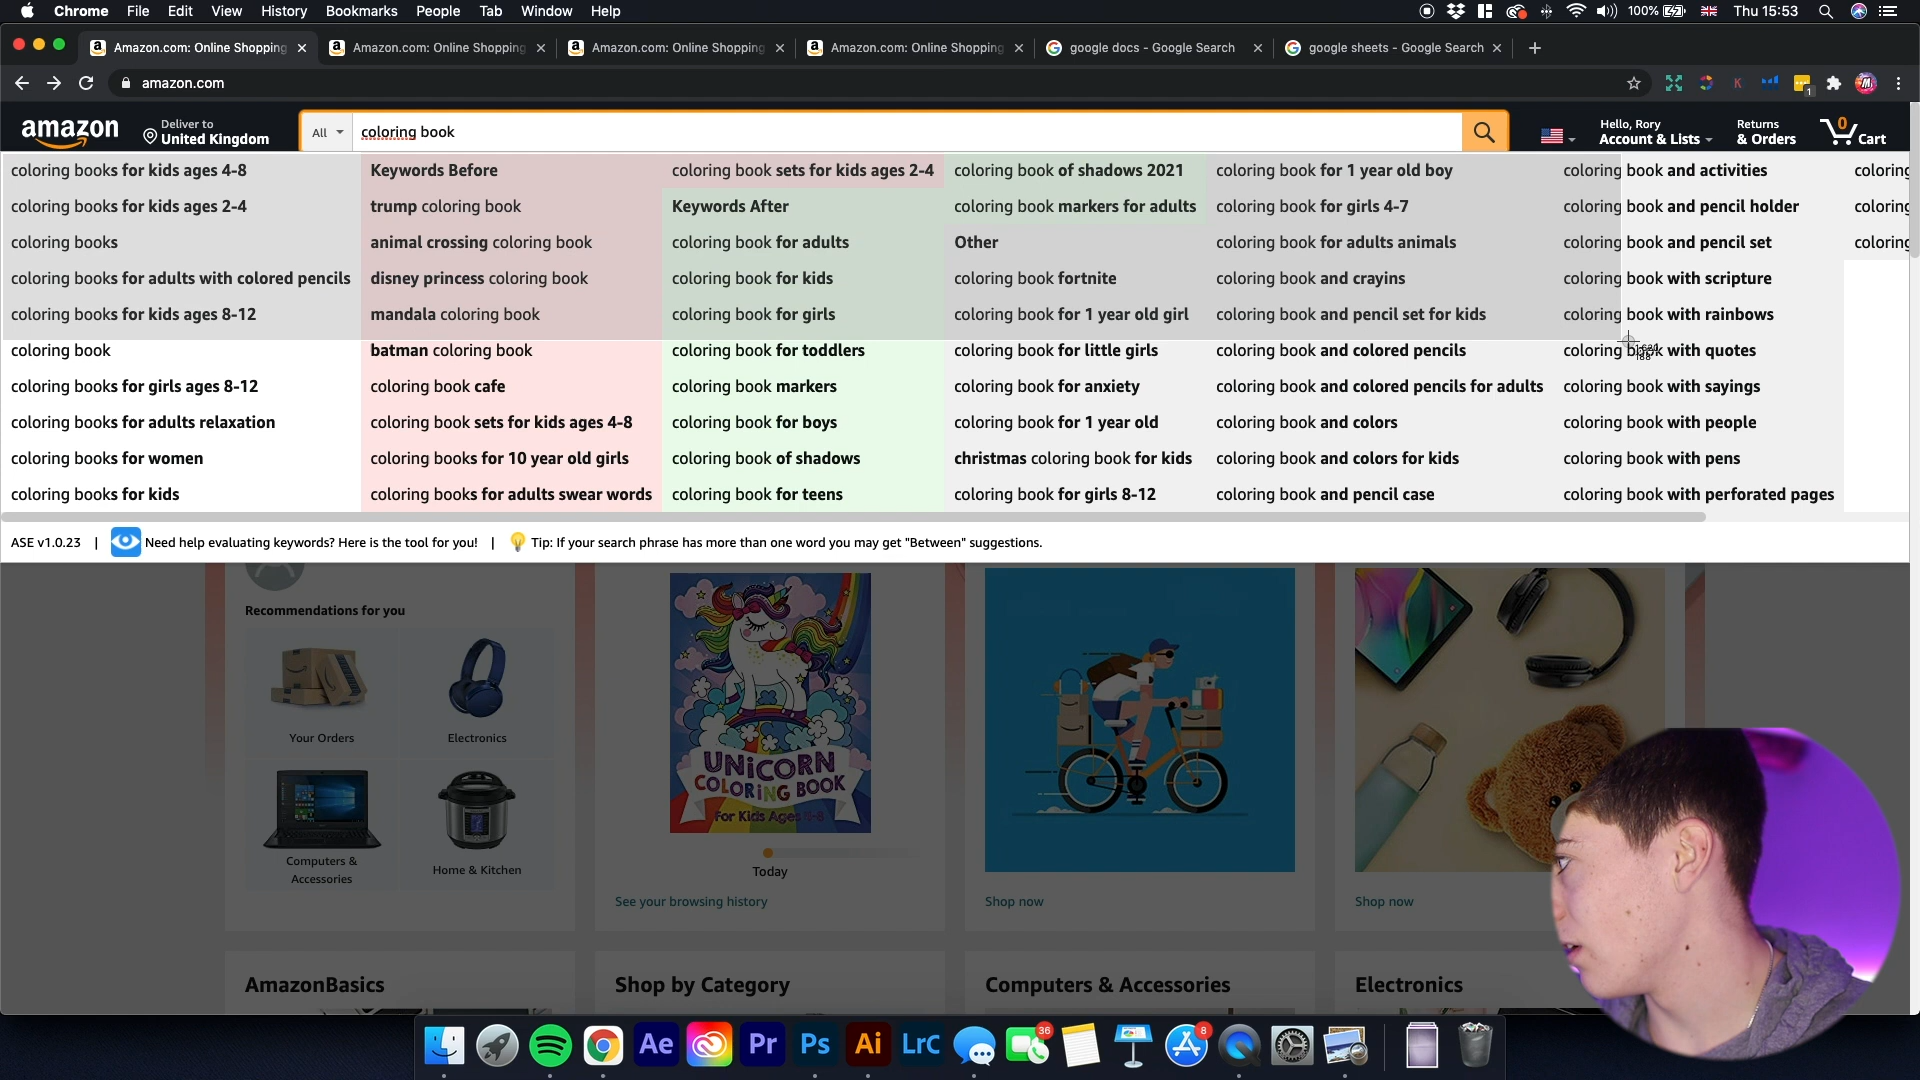 Chrome File Edit View History Bookmarks People Tab Window Help 100% Thu 15:53
Amazon.com: Online Shopping Amazon.com: Online Shopping Amazon.com: Online Shopping Amazon.com: Online Shopping google docs - Google Search google sheets - Google Search
amazon.com K 1
amazon Deliver to United Kingdom All coloring book Hello, Rory Account & Lists Returns & Orders 0 Cart
coloring books for kids ages 4-8
coloring books for kids ages 2-4
coloring books
coloring books for adults with colored pencils
coloring books for kids ages 8-12
coloring book
coloring books for girls ages 8-12
coloring books for adults relaxation
coloring books for women
coloring books for kids
Keywords Before
trump coloring book
animal crossing coloring book
disney princess coloring book
mandala coloring book
batman coloring book
coloring book cafe
coloring book sets for kids ages 4-8
coloring books for 10 year old girls
coloring books for adults swear words
coloring book sets for kids ages 2-4
Keywords After
coloring book for adults
coloring book for kids
coloring book for girls
coloring book for toddlers
coloring book markers
coloring book for boys
coloring book of shadows
coloring book for teens
coloring book of shadows 2021
coloring book markers for adults
Other
coloring book fortnite
coloring book for 1 year old girl
coloring book for little girls
coloring book for anxiety
coloring book for 1 year old
christmas coloring book for kids
coloring book for girls 8-12
coloring book for 1 year old boy
coloring book for girls 4-7
coloring book for adults animals
coloring book and crayins
coloring book and pencil set for kids
coloring book and colored pencils
coloring book and colored pencils for adults
coloring book and colors
coloring book and colors for kids
coloring book and pencil case
coloring book and activities
coloring book and pencil holder
coloring book and pencil set
coloring book with scripture
coloring book with rainbows
coloring book with quotes
coloring book with sayings
coloring book with people
coloring book with pens
coloring book with perforated pages
coloring
coloring
coloring
ASE v1.0.23 | Need help evaluating keywords? Here is the tool for you! | Tip: If your search phrase has more than one word you may get "Between" suggestions.
Recommendations for you
Your Orders
Electronics
Computers & Accessories
Home & Kitchen
UNiCORN
COLORiNG BOOK
For Kids Ages
Today
See your browsing history
Shop now
Shop now
AmazonBasics
Shop by Category
Computers & Accessories
Electronics
Ae Pr Ps Ai LrC 36 8